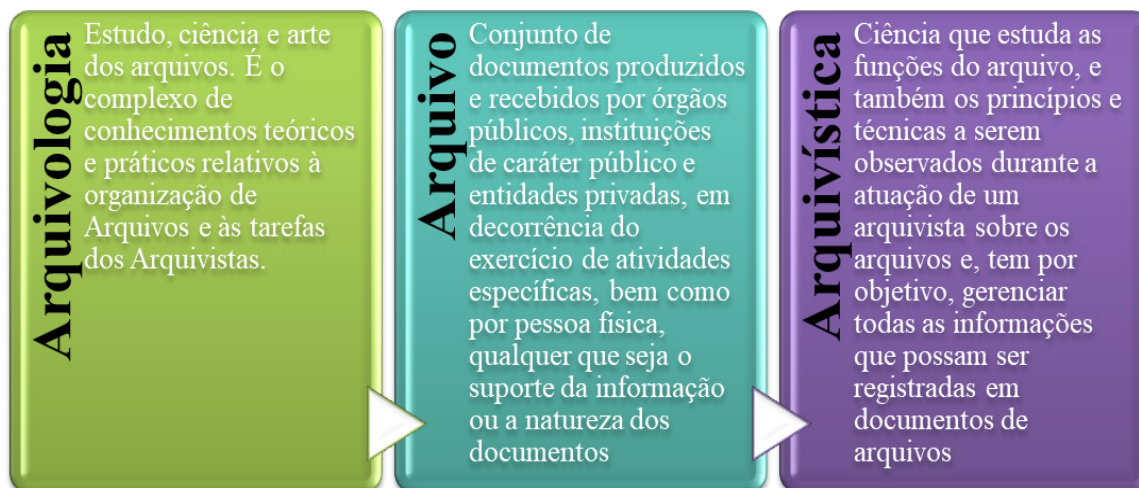 Arquivologia
Estudo, ciência e arte
dos arquivos. É o
complexo de
conhecimentos teóricos
e práticos relativos à
organização de
Arquivos e às tarefas
dos Arquivistas.
Arquivo
Conjunto de
documentos produzidos
e recebidos por órgãos
públicos, instituições
de caráter público e
entidades privadas, em
decorrência do
exercício de atividades
específicas, bem como
por pessoa física,
qualquer que seja o
suporte da informação
ou a natureza dos
documentos
Arquivística
Ciência que estuda as
funções do arquivo, e
também os princípios e
técnicas a serem
observados durante a
atuação de um
arquivista sobre os
arquivos e, tem por
objetivo, gerenciar
todas as informações
que possam ser
registradas em
documentos de
arquivos